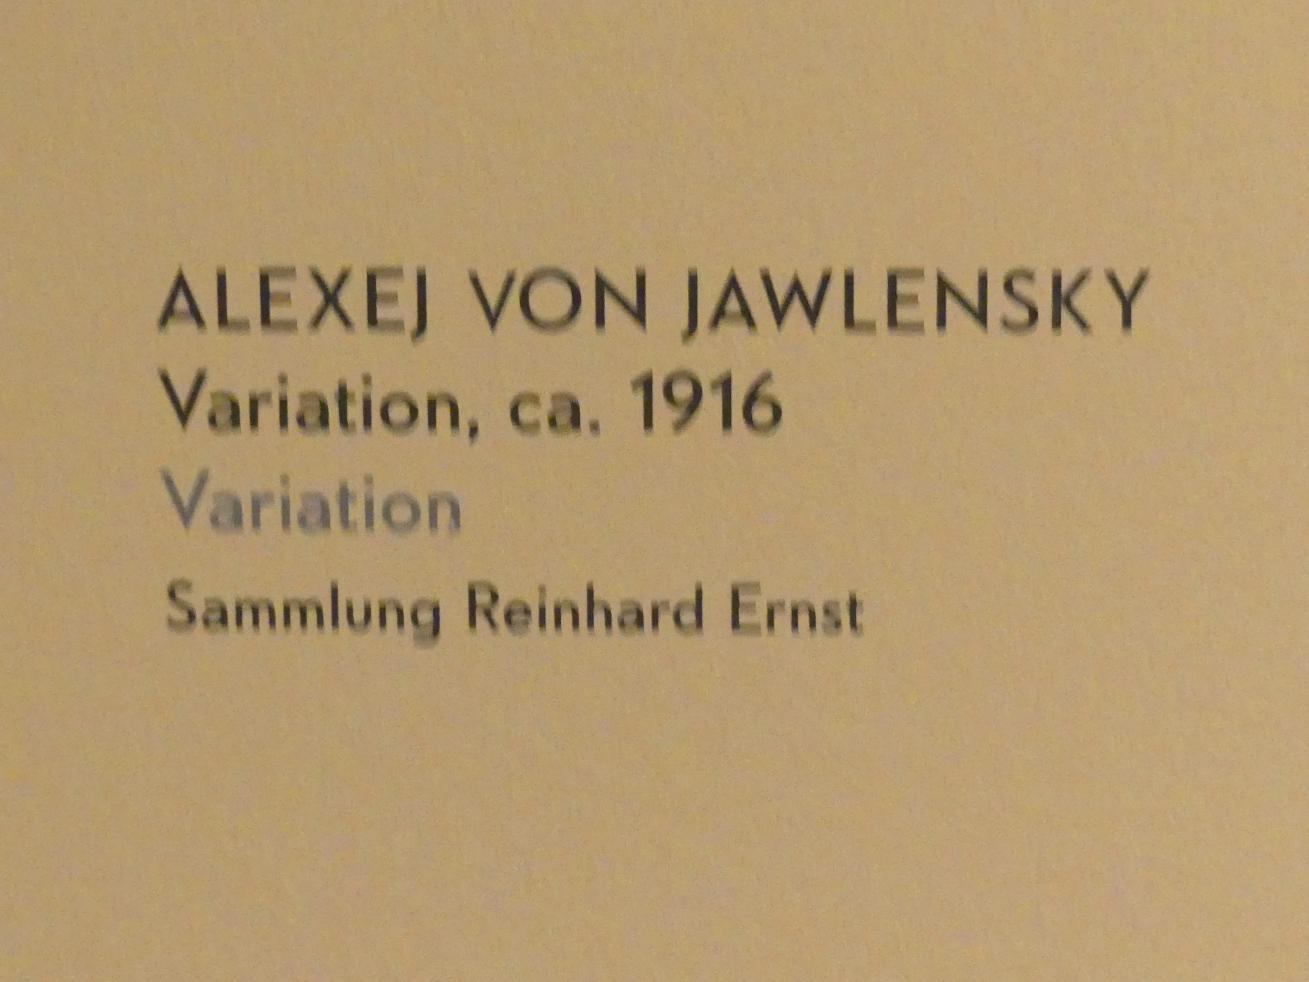 ALEXEJ VON JAWLENSKY
Variation, ca. 1916
Variation
Sammlung Reinhard Ernst